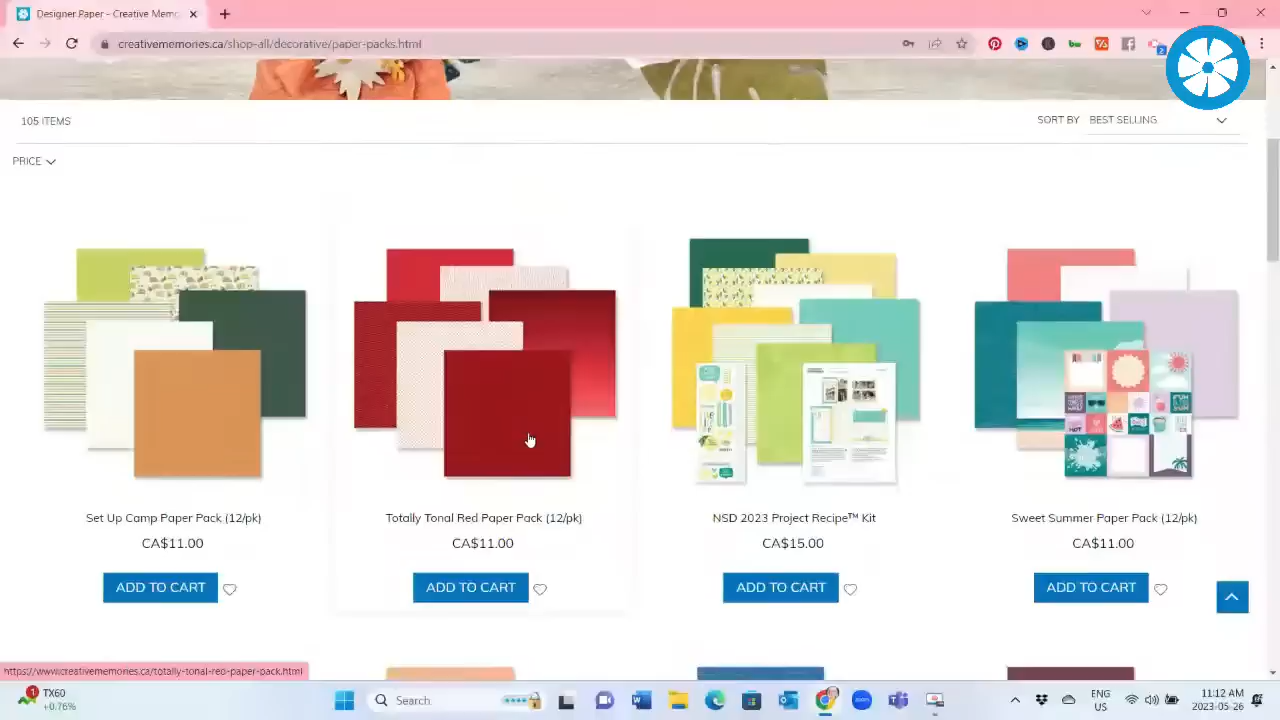 Designer Paper - Creative Memo
creativememories.ca/shop-all/decorative/paper-packs.html
105 ITEMS
SORT BY BEST SELLING
PRICE
Set Up Camp Paper Pack (12/pk)
Totally Tonal Red Paper Pack (12/pk)
NSD 2023 Project Recipe™ Kit
Sweet Summer Paper Pack (12/pk)
CA$11.00
CA$11.00
CA$15.00
CA$11.00
ADD TO CART
ADD TO CART
ADD TO CART
ADD TO CART
https://www.creativememories.ca/totally-tonal-red-paper-pack.html
1
TX60
+0.76%
Search
ENG
US
11:12 AM
2023-05-26